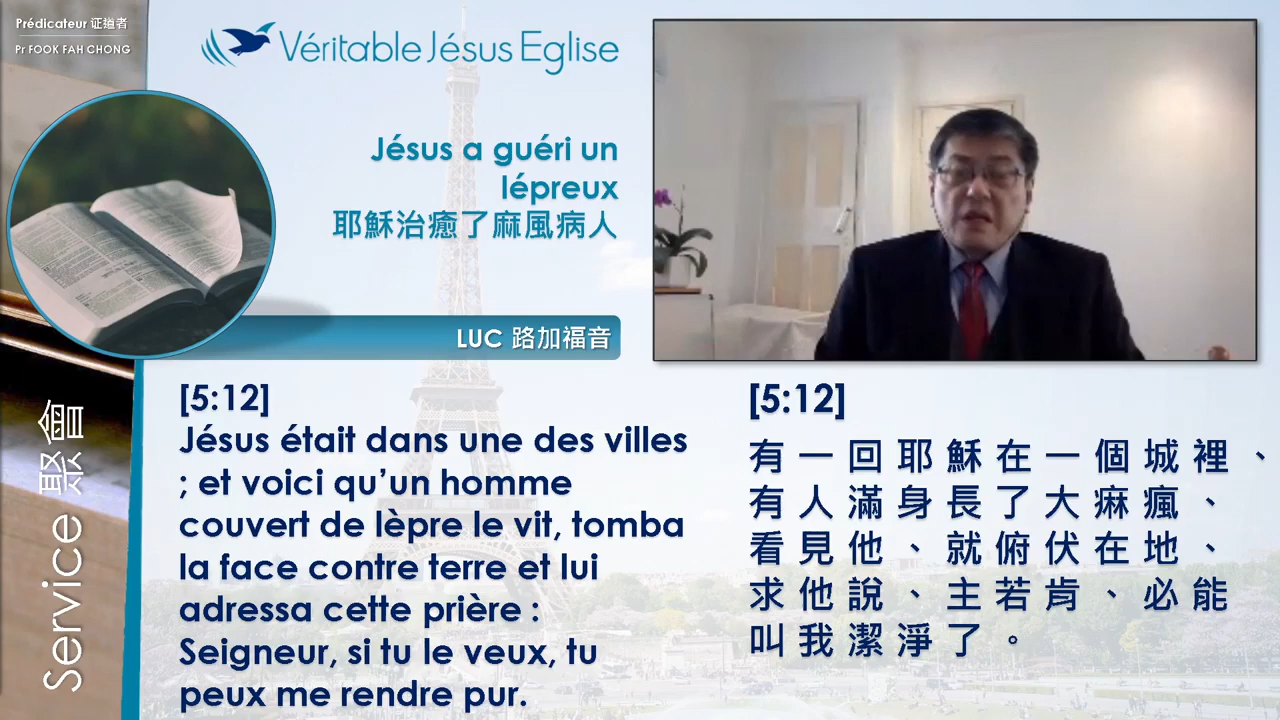 Prédicateur 证道者
Pr FOOK FAH CHONG
Véritable Jésus Eglise
Jésus a guéri un
lépreux
耶穌治癒了麻風病人
LUC 路加福音
Service 聚會
[5:12]
Jésus était dans une des villes
; et voici qu’un homme
couvert de lèpre le vit, tomba
la face contre terre et lui
adressa cette prière :
Seigneur, si tu le veux, tu
peux me rendre pur.
[5:12]
有一回耶穌在一個城裡、
有人滿身長了大痲瘋、
看見他、就俯伏在地、
求他說、主若肯、必能
叫我潔淨了。